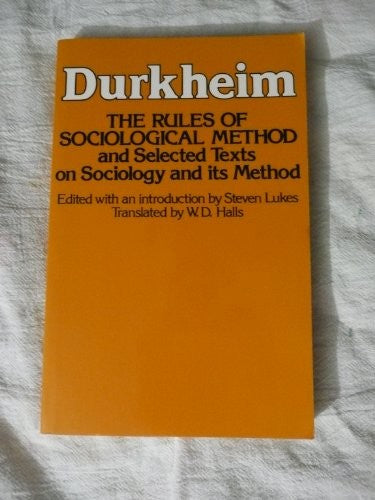 Durkheim
THE RULES OF
SOCIOLOGICAL METHOD
and Selected Texts
on Sociology and its Method
Edited with an introduction by Steven Lukes
Translated by W.D. Halls